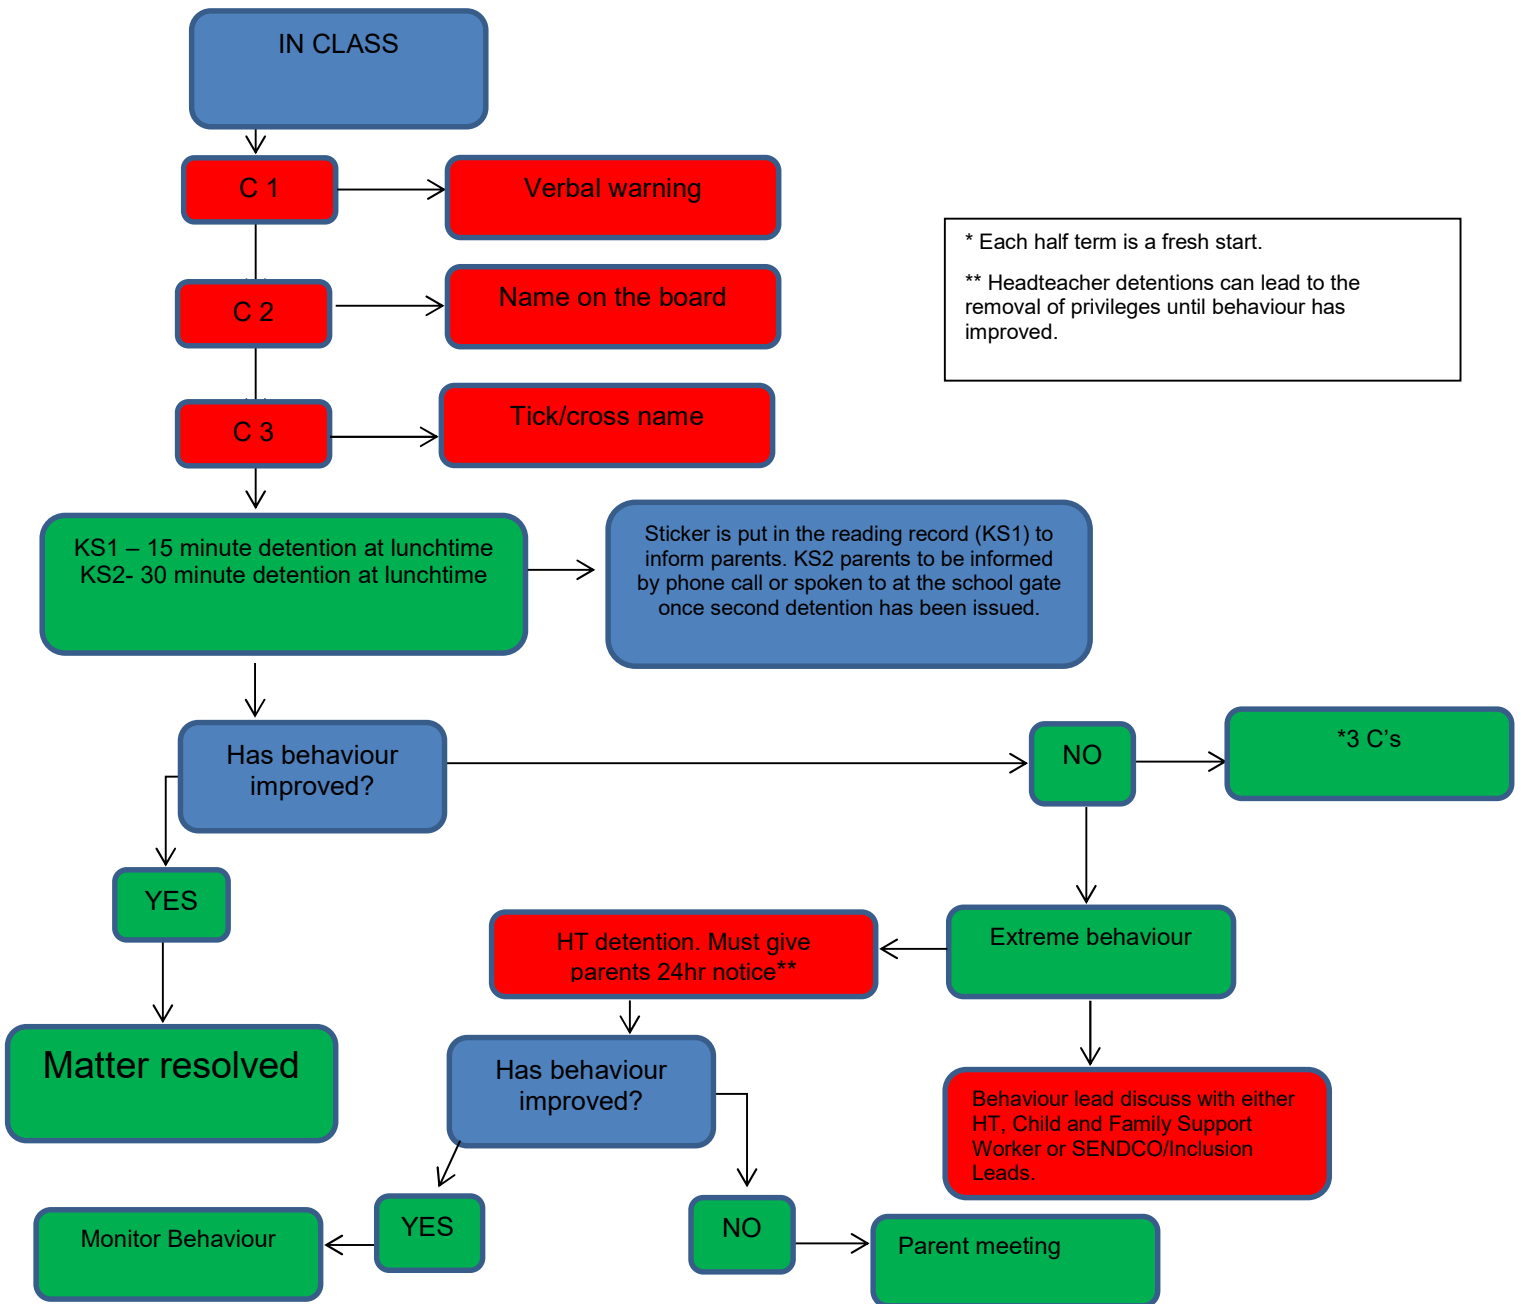 IN CLASS
C 1
Verbal warning
* Each half term is a fresh start.
** Headteacher detentions can lead to the
removal of privileges until behaviour has
improved.
C 2
Name on the board
C 3
Tick/cross name
KS1 – 15 minute detention at lunchtime
KS2- 30 minute detention at lunchtime
Sticker is put in the reading record (KS1) to
inform parents. KS2 parents to be informed
by phone call or spoken to at the school gate
once second detention has been issued.
Has behaviour
improved?
NO
*3 C’s
YES
Extreme behaviour
HT detention. Must give
parents 24hr notice**
Matter resolved
Has behaviour
improved?
Behaviour lead discuss with either
HT, Child and Family Support
Worker or SENDCO/Inclusion
Leads.
YES
NO
Monitor Behaviour
Parent meeting